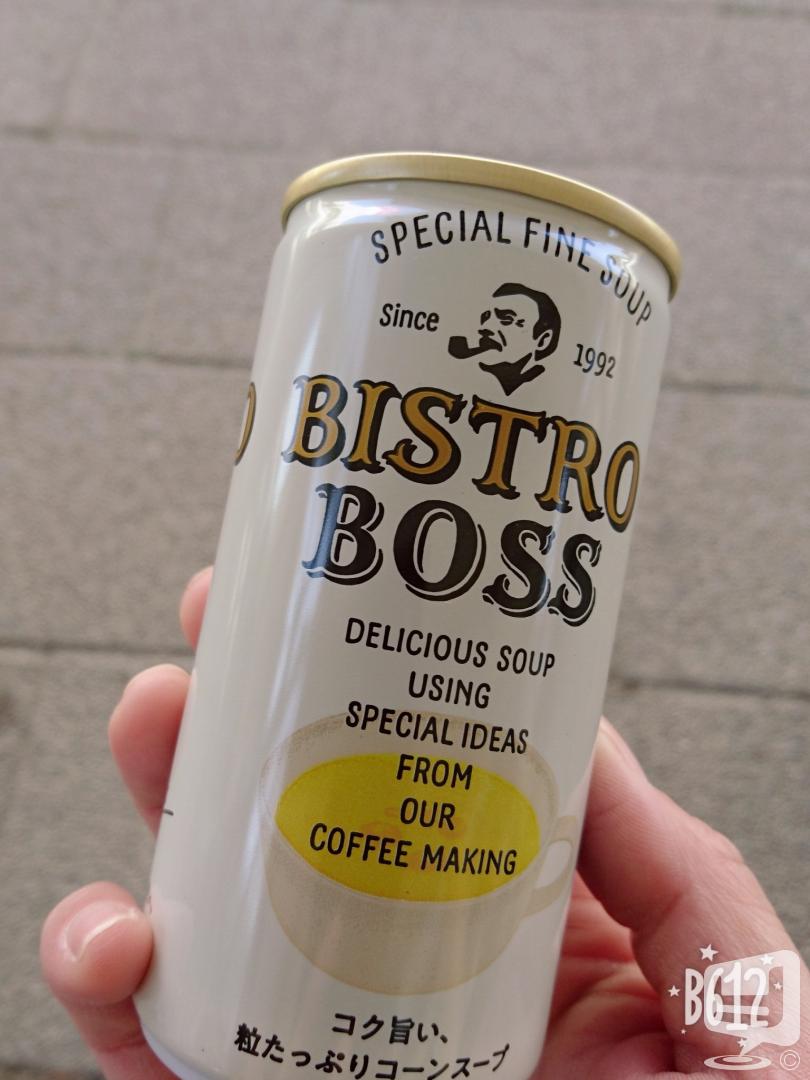 SPECIAL FINE SOUP
Since 1992
BISTRO
BOSS
DELICIOUS SOUP
USING
SPECIAL IDEAS
FROM
OUR
COFFEE MAKING
コク旨い、
粒たっぷりコーンスープ
B612
©